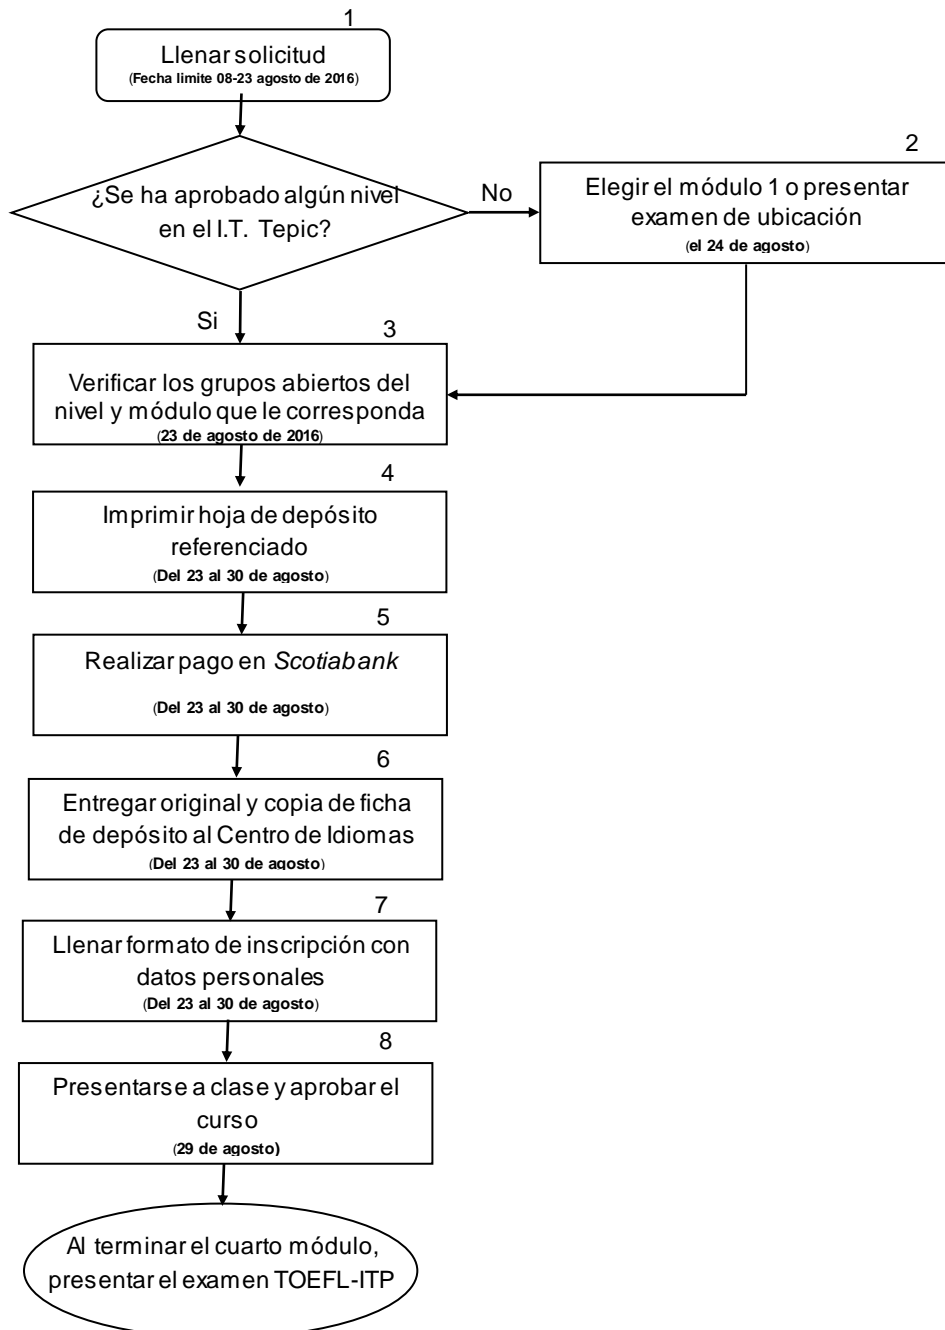 1
Llenar solicitud
(Fecha limite 08-23 agosto de 2016)
¿Se ha aprobado algún nivel
en el I.T. Tepic?
No
2
Elegir el módulo 1 o presentar
examen de ubicación
(el 24 de agosto)
Si
3
Verificar los grupos abiertos del
nivel y módulo que le corresponda
(23 de agosto de 2016)
4
Imprimir hoja de depósito
referenciado
(Del 23 al 30 de agosto)
5
Realizar pago en Scotiabank
(Del 23 al 30 de agosto)
6
Entregar original y copia de ficha
de depósito al Centro de Idiomas
(Del 23 al 30 de agosto)
7
Llenar formato de inscripción con
datos personales
(Del 23 al 30 de agosto)
8
Presentarse a clase y aprobar el
curso
(29 de agosto)
Al terminar el cuarto módulo,
presentar el examen TOEFL-ITP